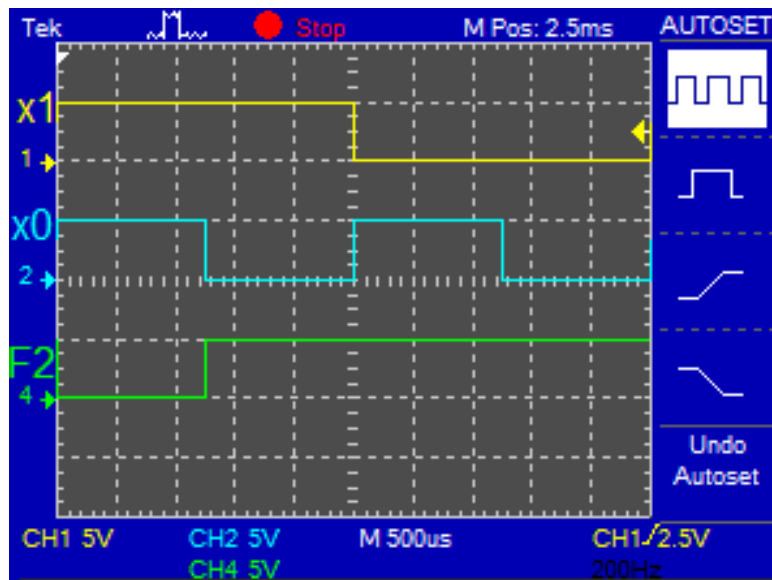 Tek Stop M Pos: 2.5ms AUTOSET
x1
1
x0
2
F2
4
Undo
Autoset
CH1 5V CH2 5V M 500us CH1 2.5V
CH4 5V 200Hz